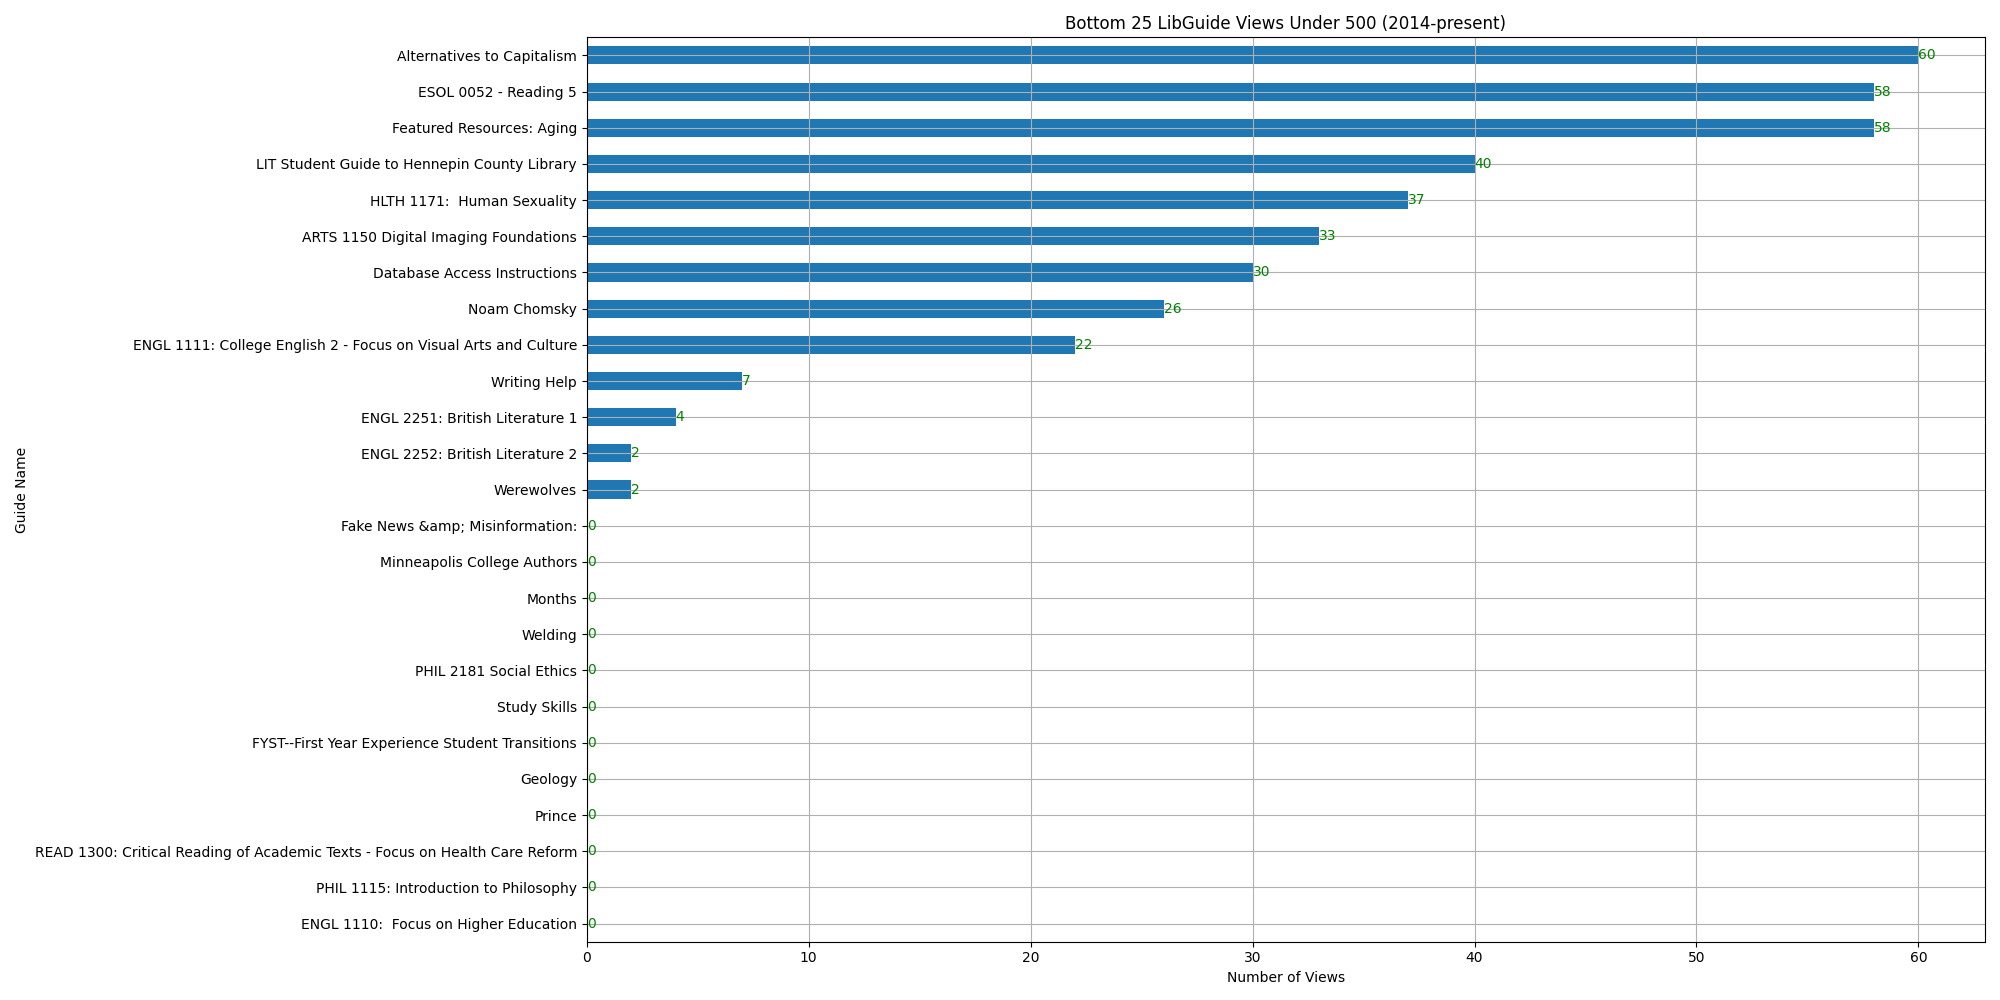 Bottom 25 LibGuide Views Under 500 (2014-present)
Guide Name
Alternatives to Capitalism 60
ESOL 0052 - Reading 5 58
Featured Resources: Aging 58
LIT Student Guide to Hennepin County Library 40
HLTH 1171:  Human Sexuality 37
ARTS 1150 Digital Imaging Foundations 33
Database Access Instructions 30
Noam Chomsky 26
ENGL 1111: College English 2 - Focus on Visual Arts and Culture 22
Writing Help 7
ENGL 2251: British Literature 1 4
ENGL 2252: British Literature 2 2
Werewolves 2
Fake News &amp; Misinformation: 0
Minneapolis College Authors 0
Months 0
Welding 0
PHIL 2181 Social Ethics 0
Study Skills 0
FYST--First Year Experience Student Transitions 0
Geology 0
Prince 0
READ 1300: Critical Reading of Academic Texts - Focus on Health Care Reform 0
PHIL 1115: Introduction to Philosophy 0
ENGL 1110:  Focus on Higher Education 0
0 10 20 30 40 50 60
Number of Views